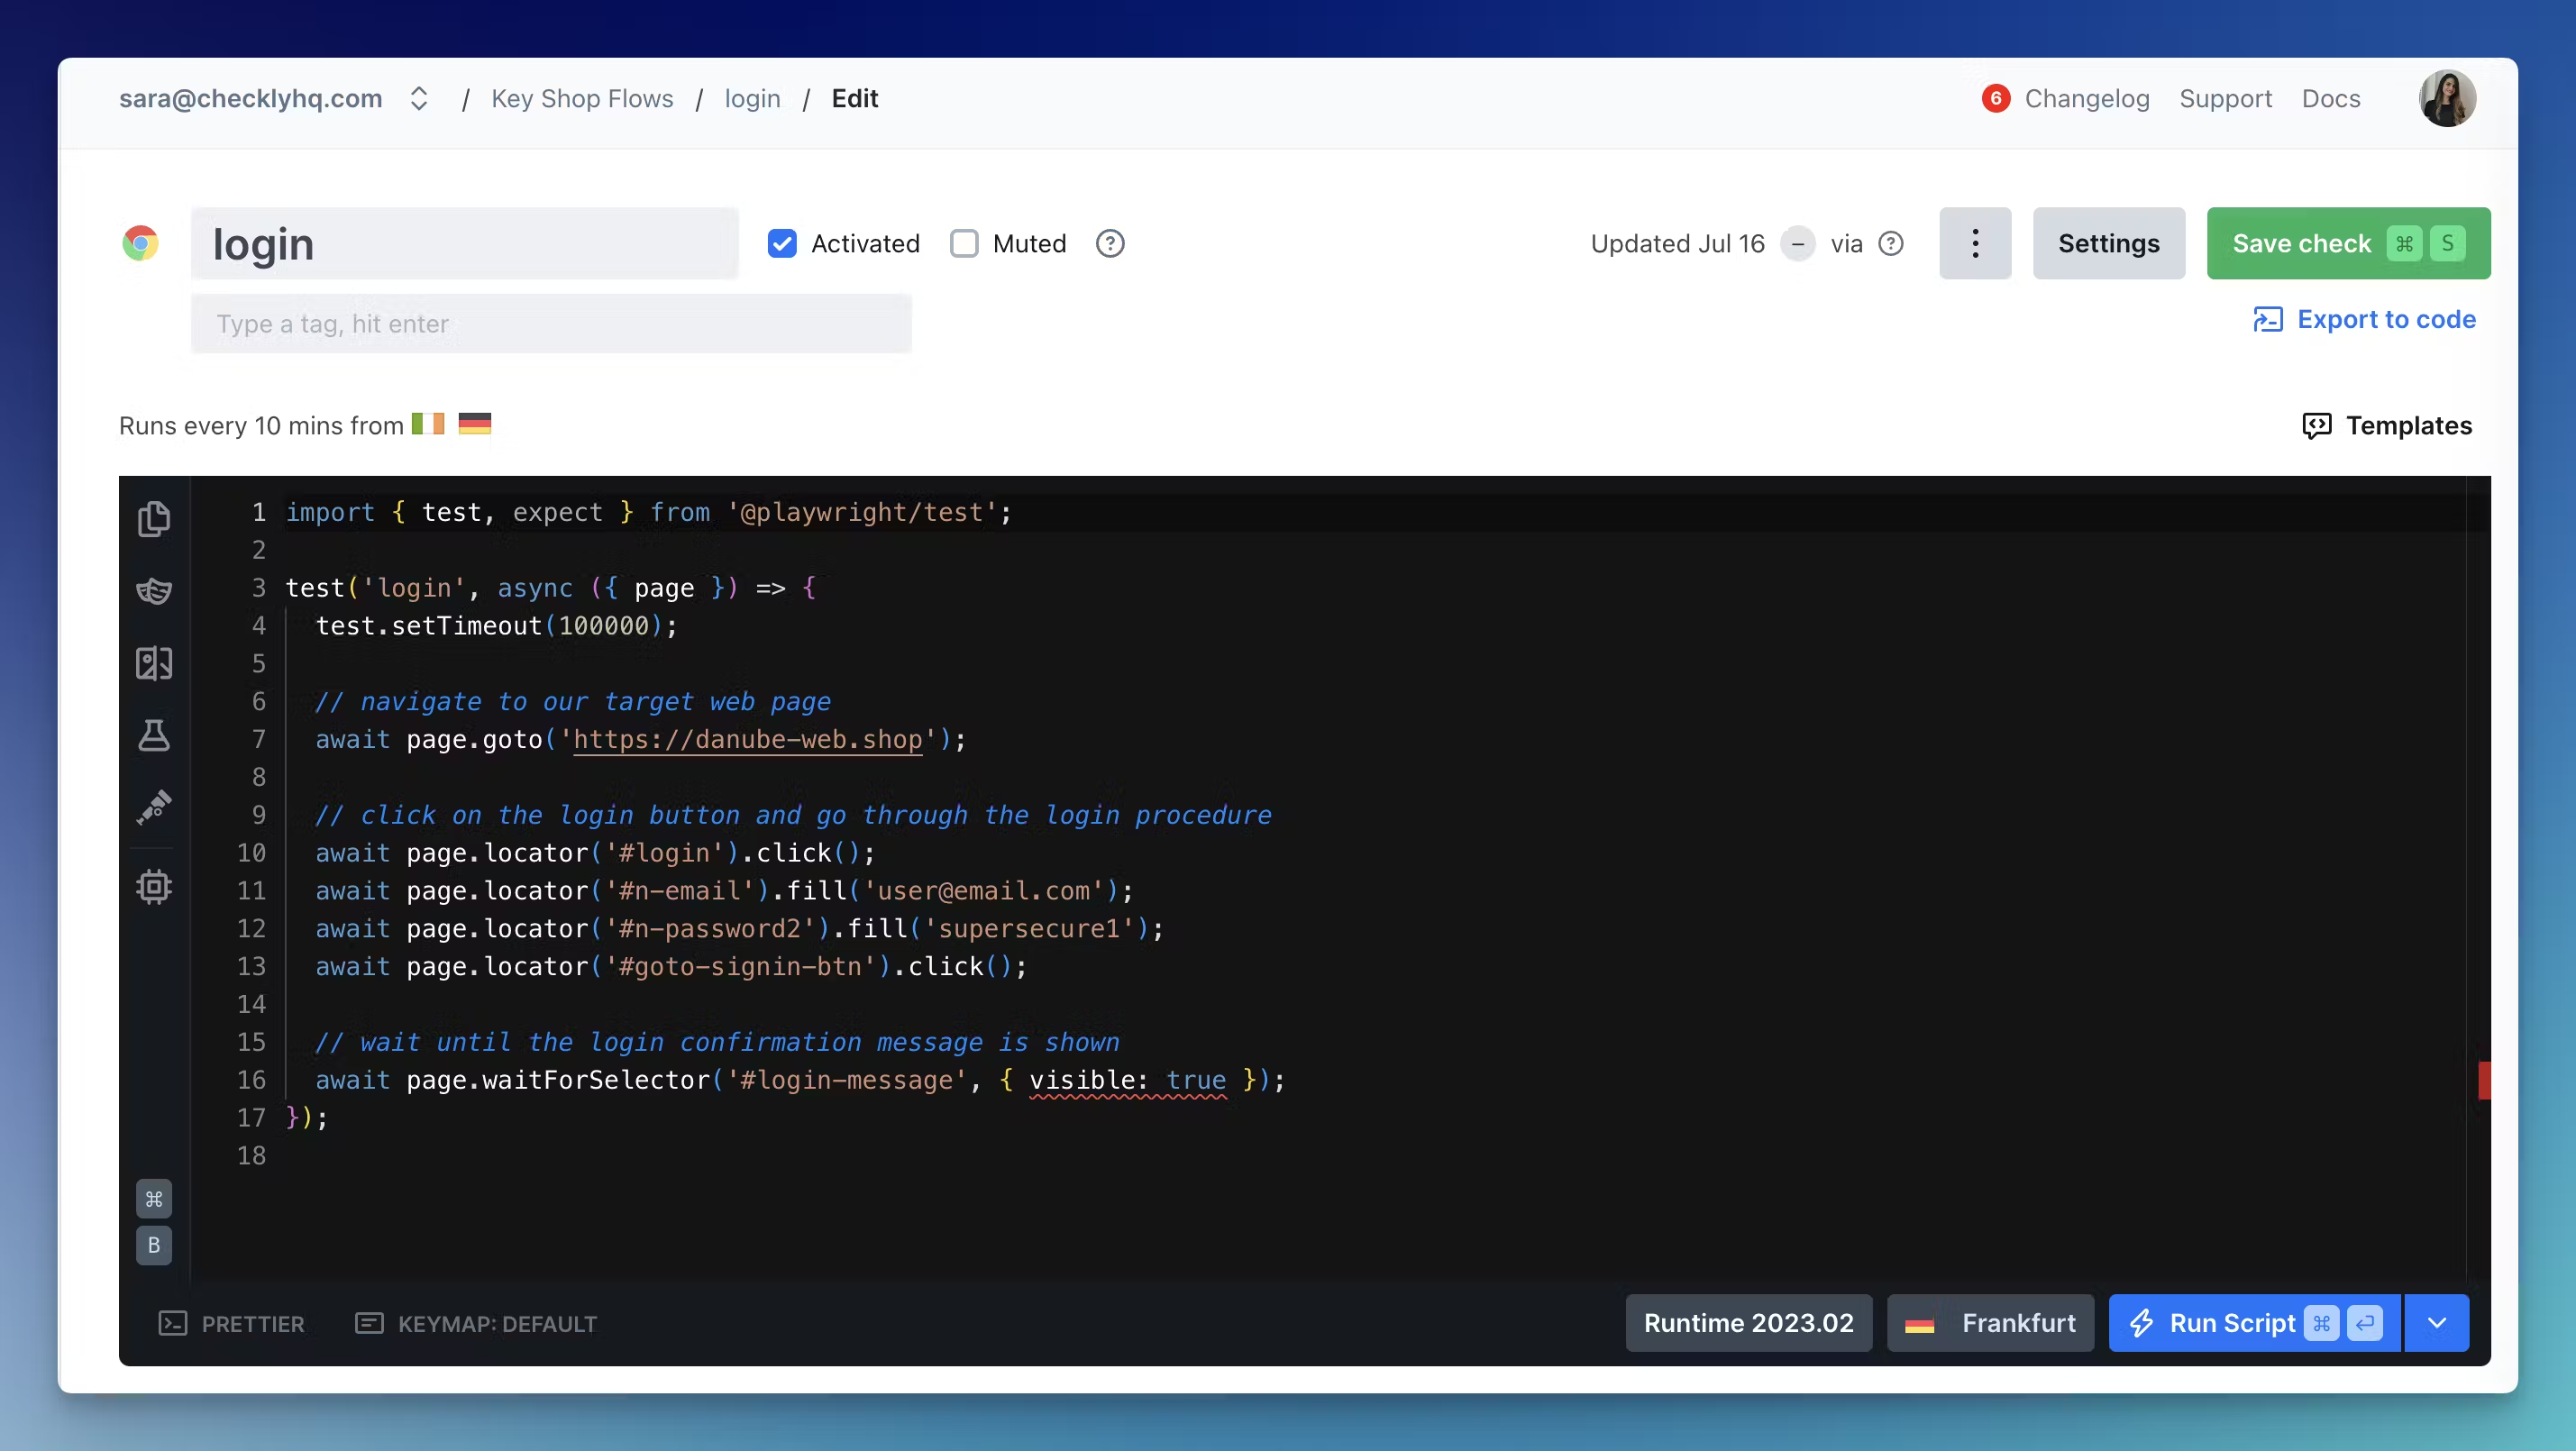 sara@checklyhq.com / Key Shop Flows / login / Edit
6 Changelog Support Docs
login
Activated Muted ?
Updated Jul 16 – via ?
Settings
Save check ⌘ S
Type a tag, hit enter
Export to code
Runs every 10 mins from
Templates
1 import { test, expect } from '@playwright/test';
2
3 test('login', async ({ page }) => {
4 test.setTimeout(100000);
5
6 // navigate to our target web page
7 await page.goto('https://danube-web.shop');
8
9 // click on the login button and go through the login procedure
10 await page.locator('#login').click();
11 await page.locator('#n-email').fill('user@email.com');
12 await page.locator('#n-password2').fill('supersecure1');
13 await page.locator('#goto-signin-btn').click();
14
15 // wait until the login confirmation message is shown
16 await page.waitForSelector('#login-message', { visible: true });
17 });
18
⌘
B
PRETTIER KEYMAP: DEFAULT
Runtime 2023.02 Frankfurt Run Script ⌘ ↵